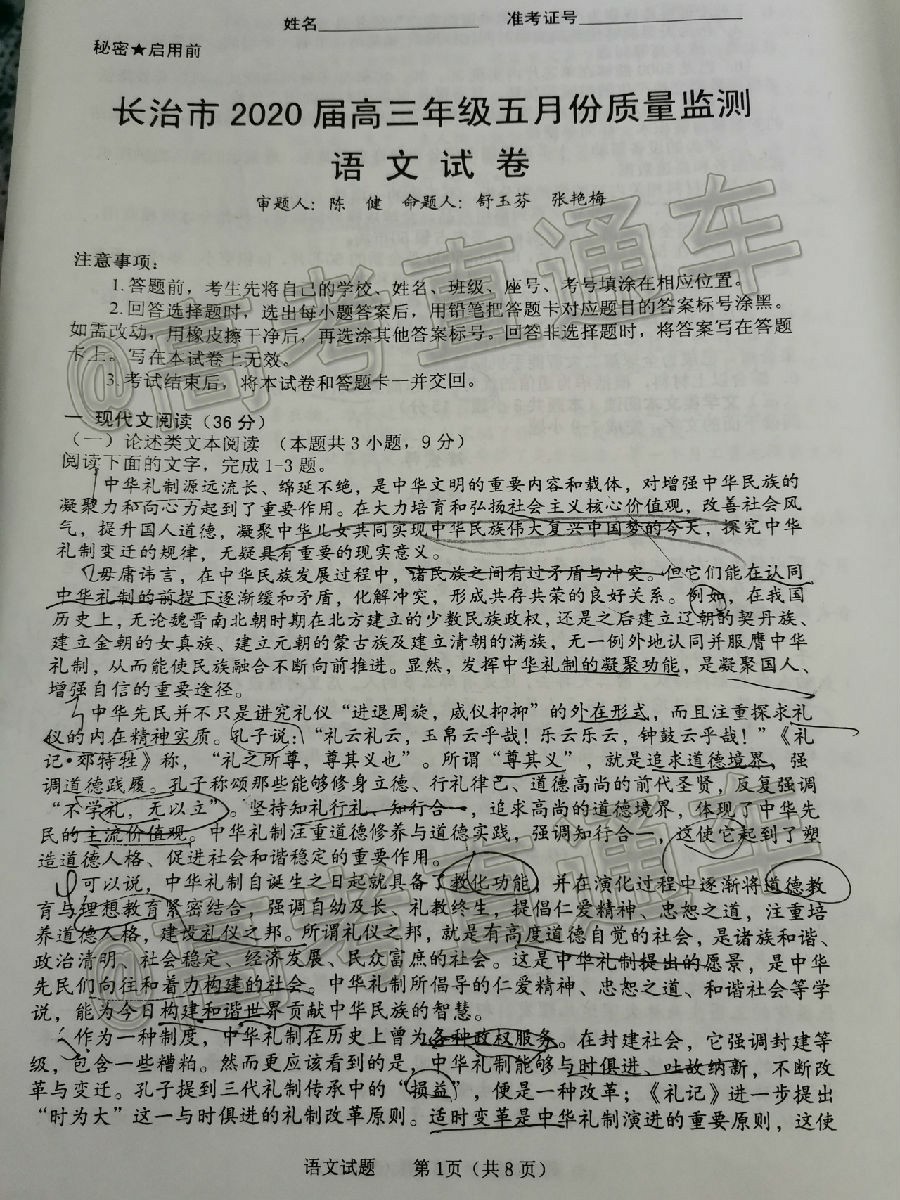 姓名 准考证号
秘密★启用前
长治市 2020 届高三年级五月份质量监测
语文试卷
审题人：陈 健 命题人：舒玉芬 张艳梅
注意事项：
1.答题前，考生先将自己的学校、姓名、班级、座号、考号填涂在相应位置。
2.回答选择题时，选出每小题答案后，用铅笔把答题卡对应题目的答案标号涂黑。
如需改动，用橡皮擦干净后，再选涂其他答案标号。回答非选择题时，将答案写在答题
卡上。写在本试卷上无效。
3.考试结束后，将本试卷和答题卡一并交回。
一 现代文阅读（36 分）
（一）论述类文本阅读 （本题共 3 小题，9 分）
阅读下面的文字，完成 1-3 题。
中华礼制源远流长、绵延不绝，是中华文明的重要内容和载体，对增强中华民族的
凝聚力和向心力起到了重要作用。在大力培育和弘扬社会主义核心价值观，改善社会风
气，提升国人道德，凝聚中华儿女共同实现中华民族伟大复兴中国梦的今天，探究中华
礼制变迁的规律，无疑具有重要的现实意义。
毋庸讳言，在中华民族发展过程中，诸民族之间有过矛盾与冲突。但它们能在认同
中华礼制的前提下逐渐缓和矛盾，化解冲突，形成共存共荣的良好关系。例如，在我国
历史上，无论魏晋南北朝时期在北方建立的少数民族政权，还是之后建立辽朝的契丹族、
建立金朝的女真族、建立元朝的蒙古族及建立清朝的满族，无一例外地认同并服膺中华
礼制，从而能使民族融合不断向前推进。显然，发挥中华礼制的凝聚功能，是凝聚国人、
增强自信的重要途径。
中华先民并不只是讲究礼仪“进退周旋，威仪抑抑”的外在形式，而且注重探求礼
仪的内在精神实质。孔子说：“礼云礼云，玉帛云乎哉！乐云乐云，钟鼓云乎哉！”《礼
记·郊特牲》称，“礼之所尊，尊其义也”。所谓“尊其义”，就是追求道德境界，强
调道德践履。孔子称颂那些能够修身立德、行礼律己、道德高尚的前代圣贤，反复强调
“不学礼，无以立”。坚持知礼行礼、知行合一，追求高尚的道德境界，体现了中华先
民的主流价值观。中华礼制注重道德修养与道德实践，强调知行合一，这使它起到了塑
造道德人格、促进社会和谐稳定的重要作用。
可以说，中华礼制自诞生之日起就具备了教化功能，并在演化过程中逐渐将道德教
育与理想教育紧密结合，强调自幼及长、礼教终生，提倡仁爱精神、忠恕之道，注重培
养道德人格，建设礼仪之邦。所谓礼仪之邦，就是有高度道德自觉的社会，是诸族和谐、
政治清明、社会稳定、经济发展、民众富庶的社会。这是中华礼制提出的愿景，是中华
先民们向往和着力构建的社会。中华礼制所倡导的仁爱精神、忠恕之道、和谐社会等学
说，能为今日构建和谐世界贡献中华民族的智慧。
作为一种制度，中华礼制在历史上曾为各种政权服务。在封建社会，它强调封建等
级，包含一些糟粕。然而更应该看到的是，中华礼制能够与时俱进、吐故纳新，不断改
革与变迁。孔子提到三代礼制传承中的“损益”，便是一种改革；《礼记》进一步提出
“时为大”这一与时俱进的礼制改革原则。适时变革是中华礼制演进的重要原则，这使
语文试题 第 1页（共 8 页）
@高考直通车
@高考直通车